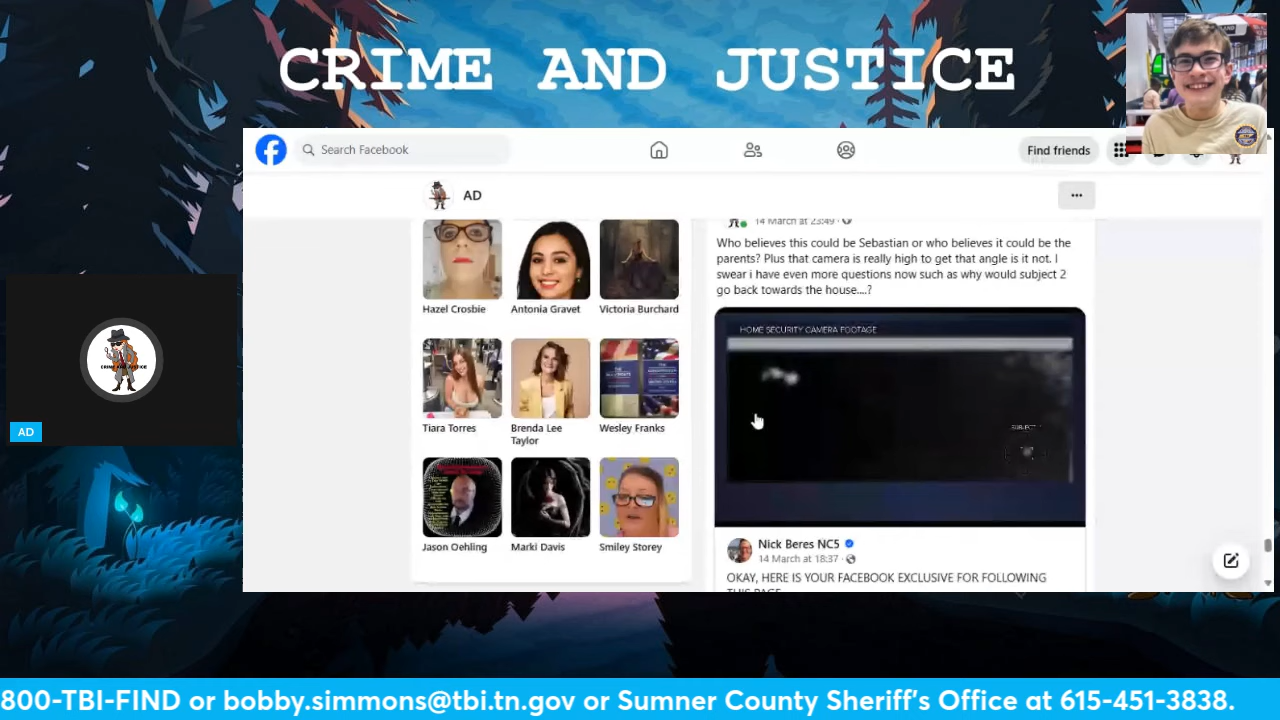 CRIME AND JUSTICE
Search Facebook
Find friends
AD
14 March at 23:49
Who believes this could be Sebastian or who believes it could be the
parents? Plus that camera is really high to get that angle is it not. I
swear i have even more questions now such as why would subject 2
go back towards the house....?
Hazel Crosbie
Antonia Gravet
Victoria Burchard
HOME SECURITY CAMERA FOOTAGE
SUBJECT
Tiara Torres
Brenda Lee
Taylor
Wesley Franks
Jason Oehling
Marki Davis
Smiley Storey
Nick Beres NC5
14 March at 18:37
OKAY, HERE IS YOUR FACEBOOK EXCLUSIVE FOR FOLLOWING
THIS PAGE
CRIME AND JUSTICE
AD
800-TBI-FIND or bobby.simmons@tbi.tn.gov or Sumner County Sheriff's Office at 615-451-3838.